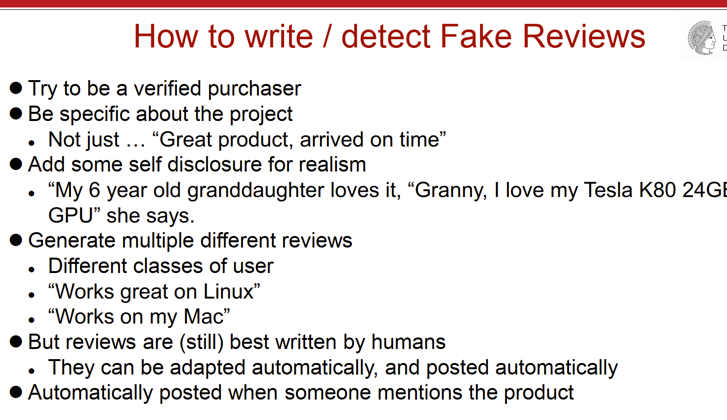 How to write / detect Fake Reviews
T
U
D
● Try to be a verified purchaser
● Be specific about the project
• Not just … “Great product, arrived on time”
● Add some self disclosure for realism
• “My 6 year old granddaughter loves it, “Granny, I love my Tesla K80 24GB
GPU” she says.
● Generate multiple different reviews
• Different classes of user
• “Works great on Linux”
• “Works on my Mac”
● But reviews are (still) best written by humans
• They can be adapted automatically, and posted automatically
● Automatically posted when someone mentions the product